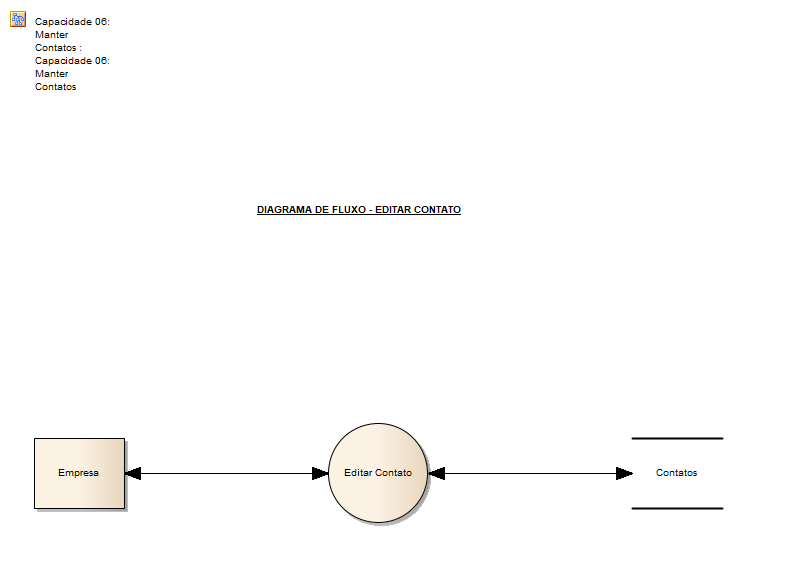 Capacidade 06:
Manter
Contatos :
Capacidade 06:
Manter
Contatos
DIAGRAMA DE FLUXO - EDITAR CONTATO
Empresa
Editar Contato
Contatos